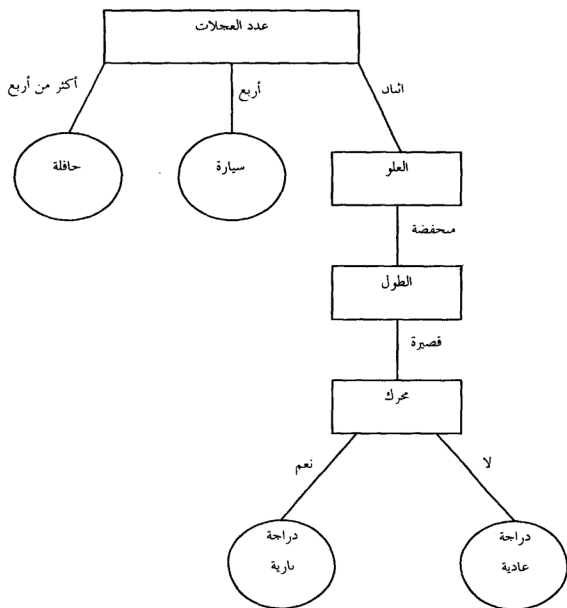 عدد العجلات
أكثر من أربع
أربع
اثنان
حافلة
سيارة
العلو
منخفضة
الطول
قصيرة
محرك
نعم
لا
دراجة
نارية
دراجة
عادية